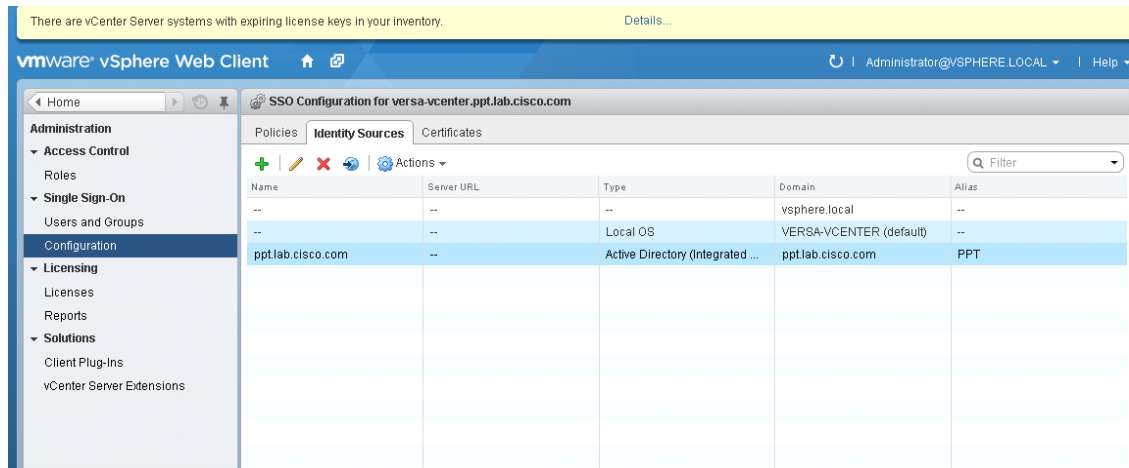 There are vCenter Server systems with expiring license keys in your inventory. Details...
vmware® vSphere Web Client Administrator@VSPHERE.LOCAL Help
Home SSO Configuration for versa-vcenter.ppt.lab.cisco.com
Administration Policies Identity Sources Certificates
Access Control
Actions Filter
Roles
Name Server URL Type Domain Alias
Single Sign-On
-- -- -- vsphere.local --
Users and Groups
-- -- Local OS VERSA-VCENTER (default) --
Configuration
ppt.lab.cisco.com -- Active Directory (Integrated ... ppt.lab.cisco.com PPT
Licensing
Licenses
Reports
Solutions
Client Plug-Ins
vCenter Server Extensions